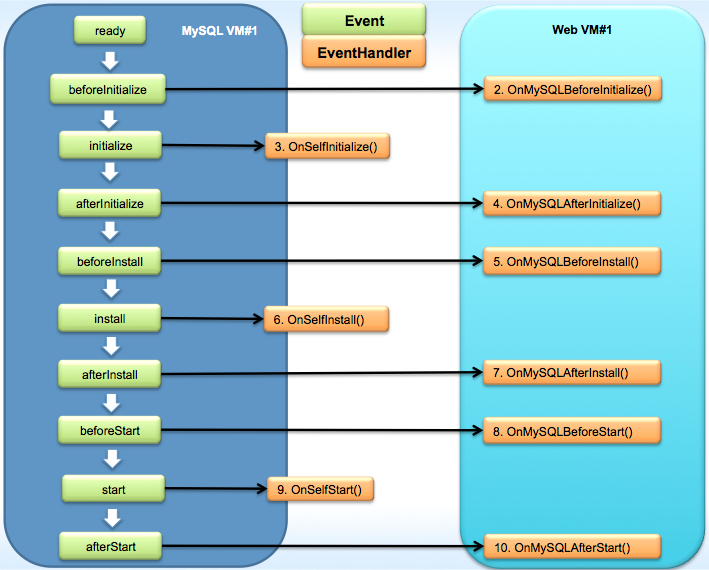 MySQL VM#1
Event
EventHandler
Web VM#1
ready
beforeInitialize
2. OnMySQLBeforeInitialize()
initialize
3. OnSelfInitialize()
afterInitialize
4. OnMySQLAfterInitialize()
beforeInstall
5. OnMySQLBeforeInstall()
install
6. OnSelfInstall()
afterInstall
7. OnMySQLAfterInstall()
beforeStart
8. OnMySQLBeforeStart()
start
9. OnSelfStart()
afterStart
10. OnMySQLAfterStart()